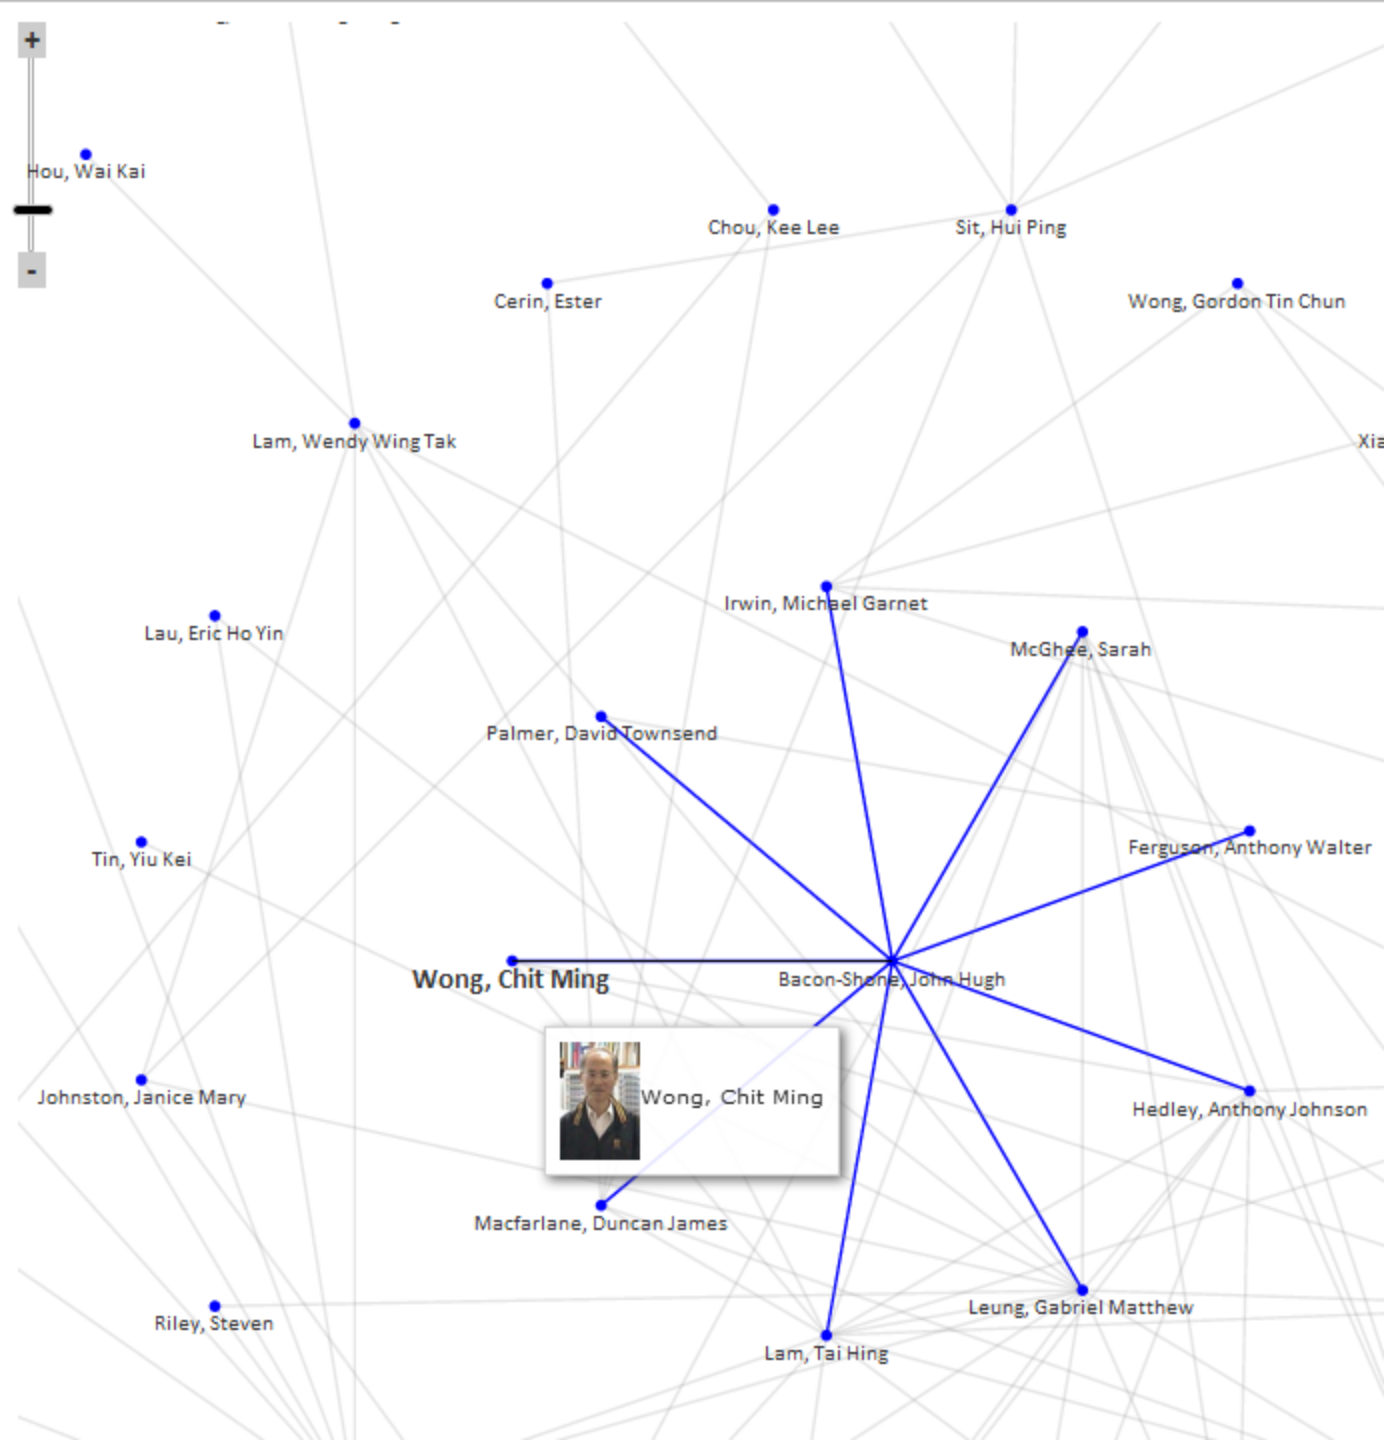 +
Hou, Wai Kai
-
Chou, Kee Lee
Sit, Hui Ping
Cerin, Ester
Wong, Gordon Tin Chun
Lam, Wendy Wing Tak
Xia
Irwin, Michael Garnet
Lau, Eric Ho Yin
McGhee, Sarah
Palmer, David Townsend
Ferguson, Anthony Walter
Tin, Yiu Kei
Wong, Chit Ming
Bacon-Shone, John Hugh
Wong, Chit Ming
Johnston, Janice Mary
Hedley, Anthony Johnson
Macfarlane, Duncan James
Leung, Gabriel Matthew
Riley, Steven
Lam, Tai Hing